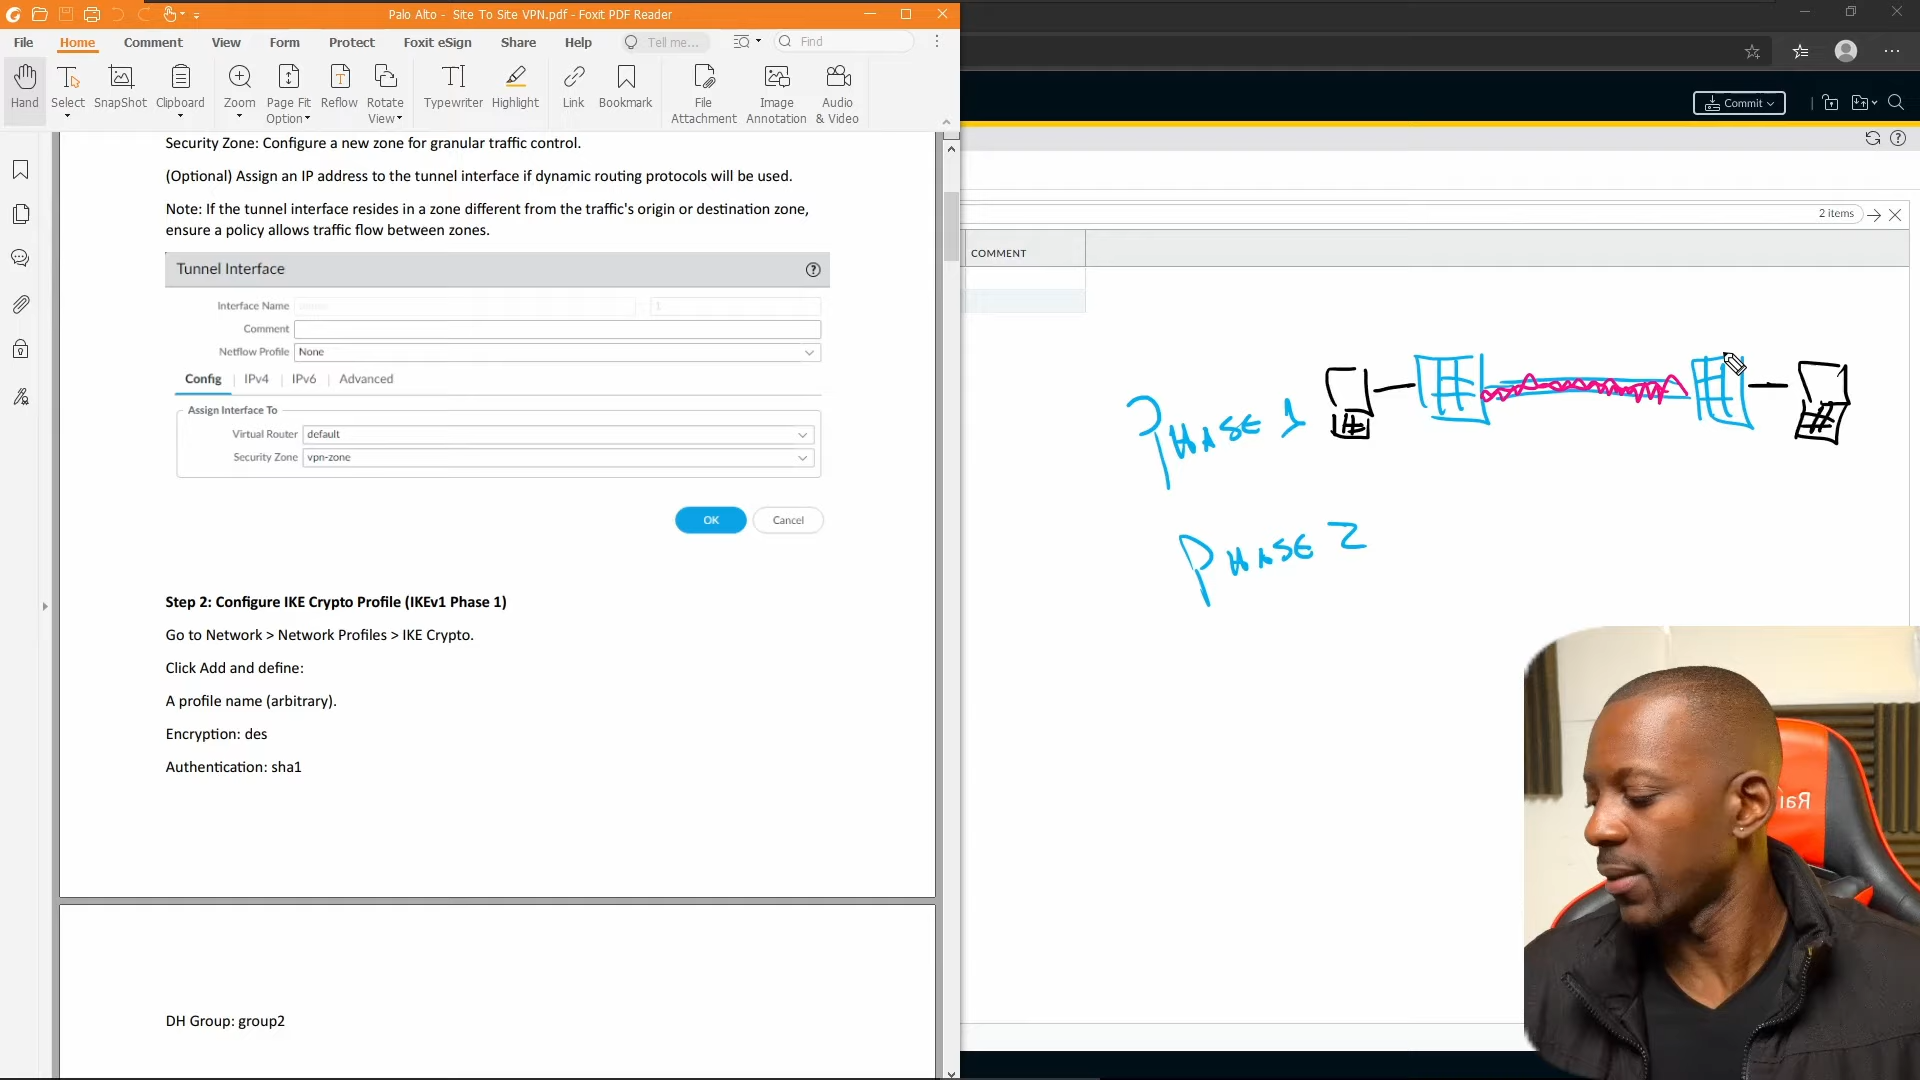 Palo Alto -  Site To Site VPN.pdf - Foxit PDF Reader
File Home Comment View Form Protect Foxit eSign Share Help Tell me... Find
Hand Select SnapShot Clipboard Zoom Page Fit Option Reflow Rotate View Typewriter Highlight Link Bookmark File Attachment Image Annotation Audio & Video
Commit
Security Zone: Configure a new zone for granular traffic control.
(Optional) Assign an IP address to the tunnel interface if dynamic routing protocols will be used.
Note: If the tunnel interface resides in a zone different from the traffic's origin or destination zone,
ensure a policy allows traffic flow between zones.
Tunnel Interface
Interface Name 1
Comment
Netflow Profile None
Config IPv4 IPv6 Advanced
Assign Interface To
Virtual Router default
Security Zone vpn-zone
OK Cancel
Step 2: Configure IKE Crypto Profile (IKEv1 Phase 1)
Go to Network > Network Profiles > IKE Crypto.
Click Add and define:
A profile name (arbitrary).
Encryption: des
Authentication: sha1
DH Group: group2
2 items
COMMENT
PHASE 1
PHASE 2